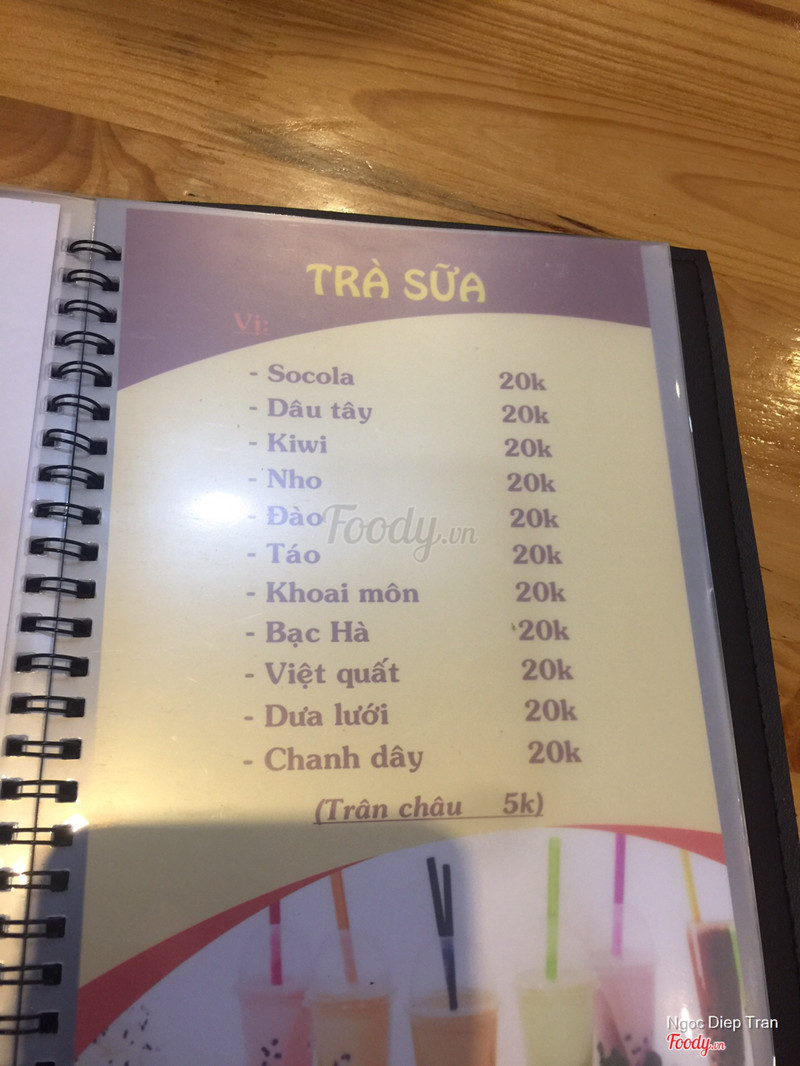 TRÀ SỮA
Vị:
- Socola 20k
- Dâu tây 20k
- Kiwi 20k
- Nho 20k
- Đào 20k
- Táo 20k
- Khoai môn 20k
- Bạc Hà 20k
- Việt quất 20k
- Dưa lưới 20k
- Chanh dây 20k
(Trân châu 5k)
Foody.vn
Ngọc Diep Tran
Foody.vn